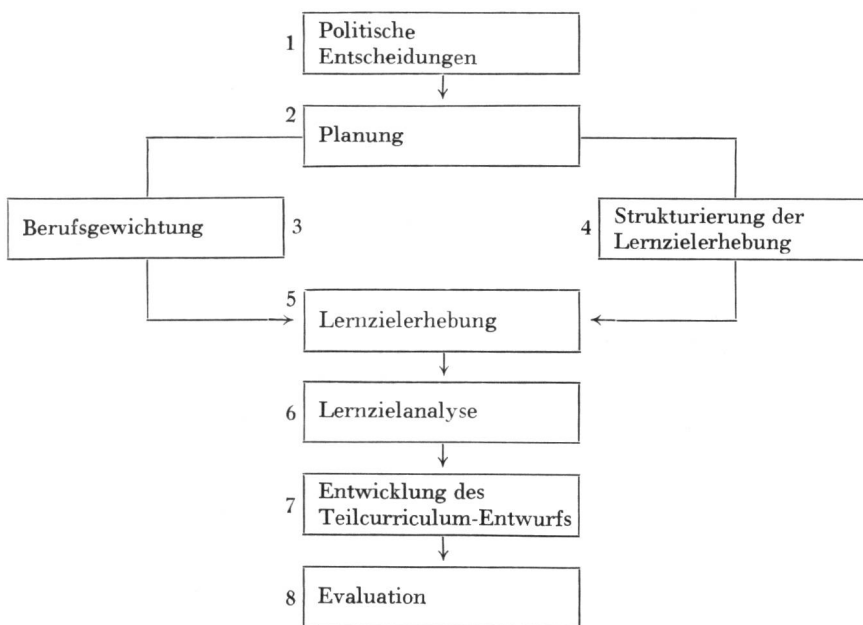 1
Politische
Entscheidungen
2
Planung
Berufsgewichtung 3
4 Strukturierung der
Lernzielerhebung
5
Lernzielerhebung
6 Lernzielanalyse
7 Entwicklung des
Teilcurriculum-Entwurfs
8 Evaluation